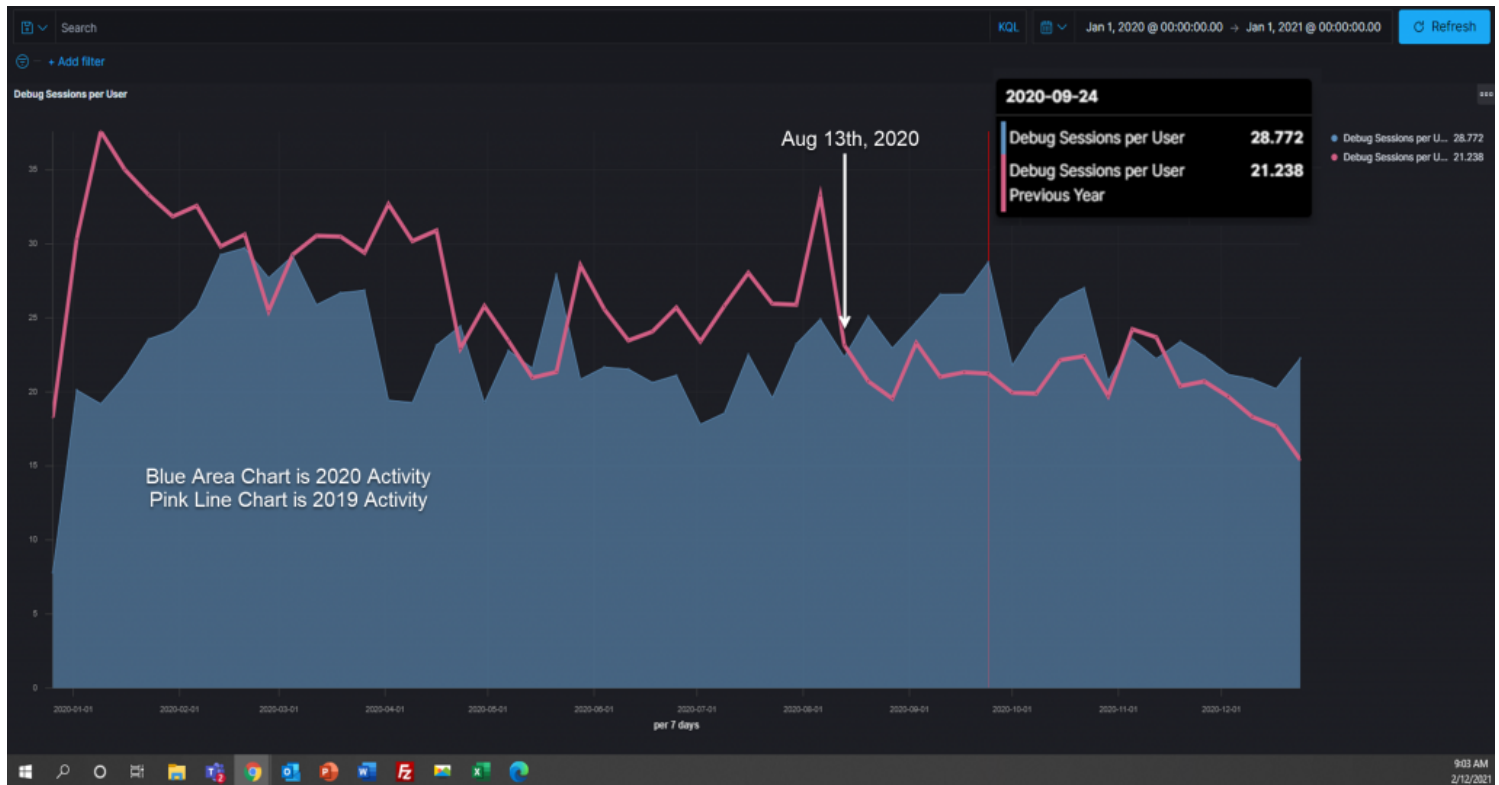 Search
KQL
Jan 1, 2020 @ 00:00:00.00 → Jan 1, 2021 @ 00:00:00.00
Refresh
+ Add filter
Debug Sessions per User
2020-09-24
Debug Sessions per User 28.772
Debug Sessions per User 21.238
Previous Year
Debug Sessions per U... 28.772
Debug Sessions per U... 21.238
Aug 13th, 2020
35
30
25
20
15
10
5
0
Blue Area Chart is 2020 Activity
Pink Line Chart is 2019 Activity
2020-01-01 2020-02-01 2020-03-01 2020-04-01 2020-05-01 2020-06-01 2020-07-01 2020-08-01 2020-09-01 2020-10-01 2020-11-01 2020-12-01
per 7 days
9:03 AM
2/12/2021